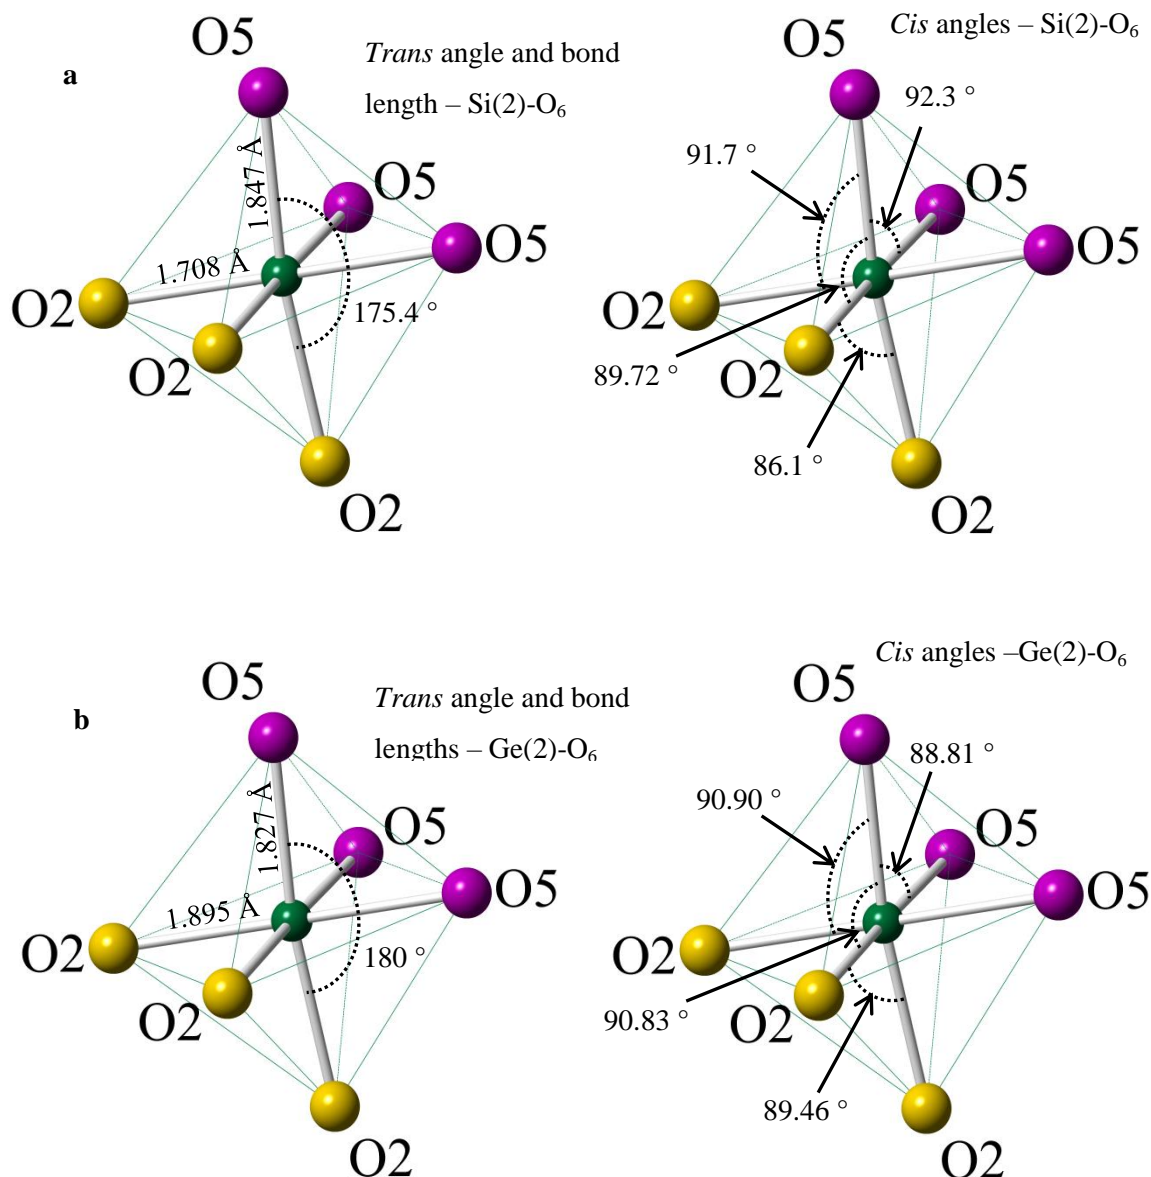 a
O5
Trans angle and bond
length – Si(2)-O6
1.847 Å
O5
O5
1.708 Å
O2
175.4 °
O2
O2
Cis angles – Si(2)-O6
O5
92.3 °
91.7 °
O5
O5
O2
89.72 °
O2
86.1 °
O2
b
O5
Trans angle and bond
lengths – Ge(2)-O6
1.827 Å
O5
O5
1.895 Å
O2
180 °
O2
O2
Cis angles –Ge(2)-O6
O5
88.81 °
90.90 °
O5
O5
O2
90.83 °
O2
89.46 °
O2